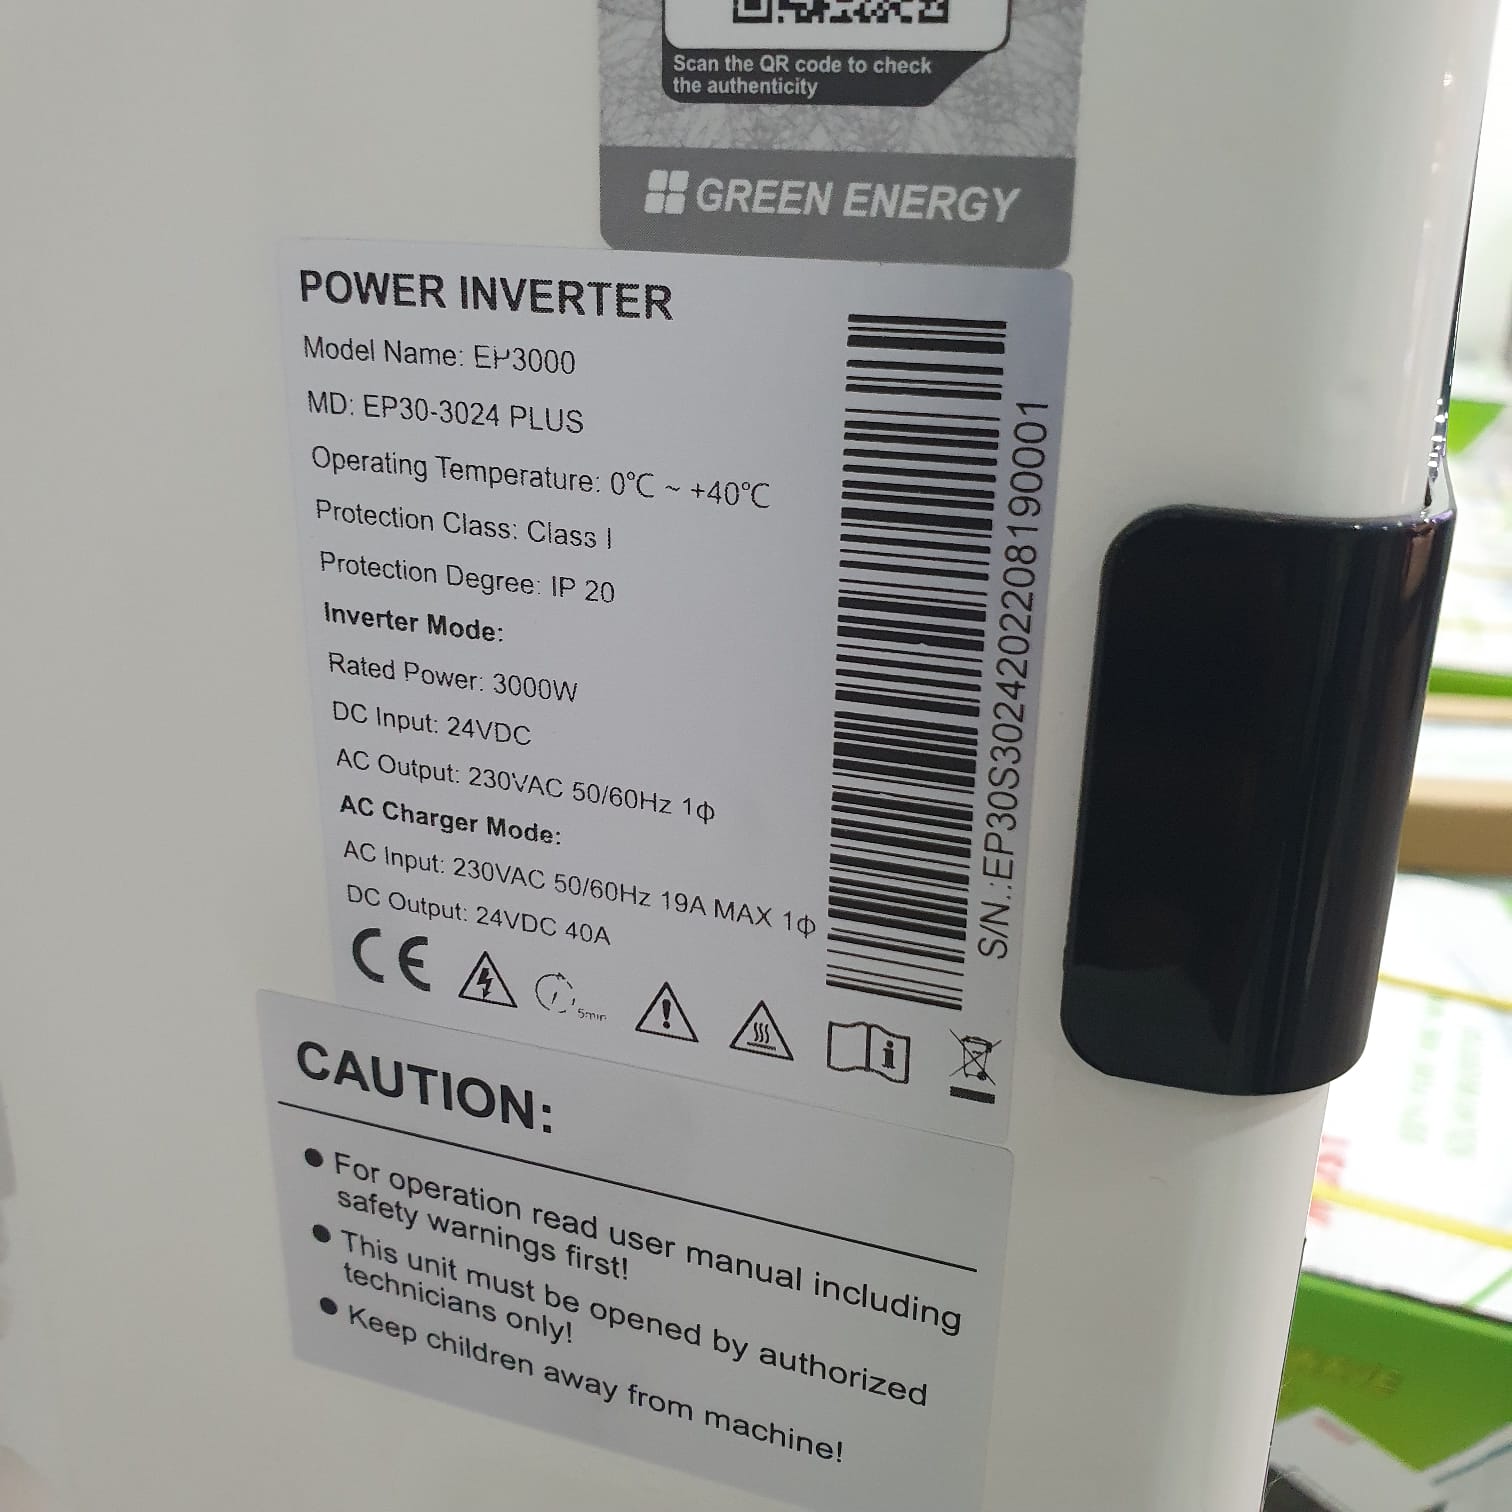 Scan the QR code to check
the authenticity
GREEN ENERGY
POWER INVERTER
Model Name: EP3000
MD: EP30-3024 PLUS
Operating Temperature: 0°C ~ +40°C
Protection Class: Class I
Protection Degree: IP 20
Inverter Mode:
Rated Power: 3000W
DC Input: 24VDC
AC Output: 230VAC 50/60Hz 1ф
AC Charger Mode:
AC Input: 230VAC 50/60Hz 19A MAX 1ф
DC Output: 24VDC 40A
S/N.:EP30S3024202208190001
CE
5min
CAUTION:
● For operation read user manual including
safety warnings first!
● This unit must be opened by authorized
technicians only!
● Keep children away from machine!